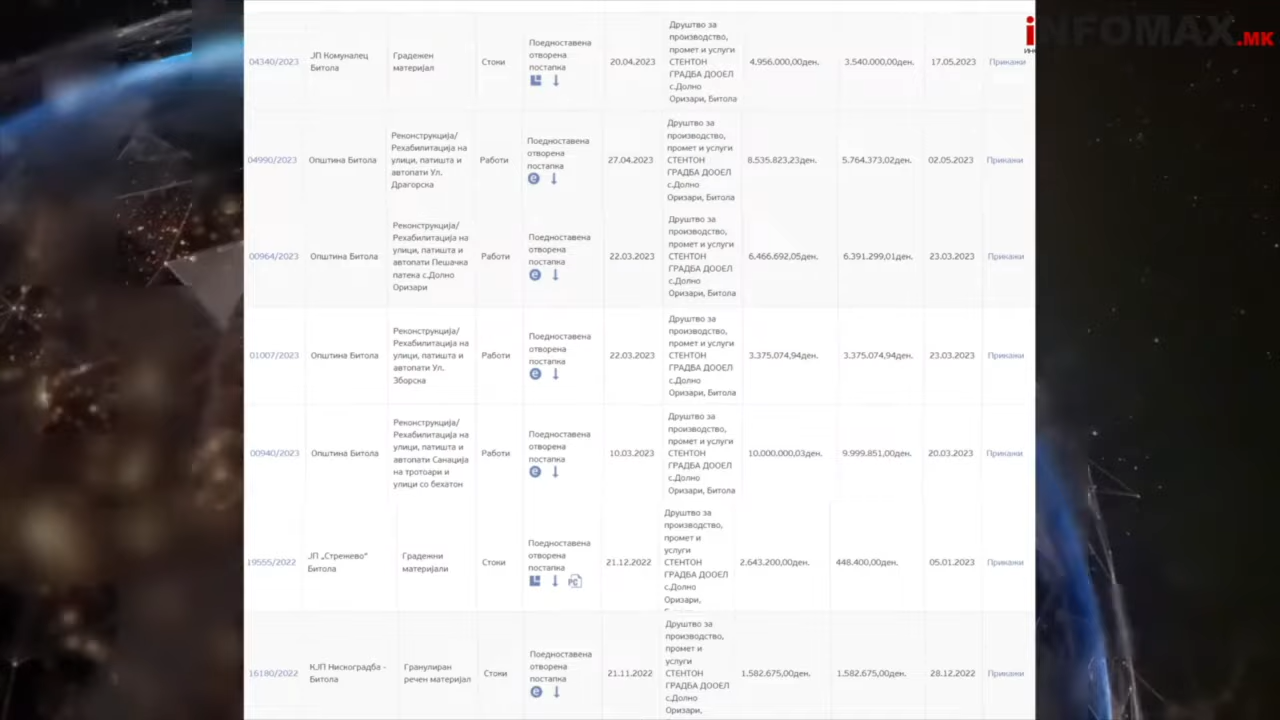 iNFOMAX.МК
04340/2023
ЈП Комуналец
Битола
Градежен
материјал
Стоки
Поедноставена
отворена
постапка
20.04.2023
Друштво за
производство,
промет и услуги
СТЕНТОН
ГРАДБА ДООЕЛ
с.Долно
Оризари, Битола
4.956.000,00ден.
3.540.000,00ден.
17.05.2023
Прикажи
04990/2023
Општина Битола
Реконструкција/
Рехабилитација на
улици, патишта и
автопати Ул.
Драгорска
Работи
Поедноставена
отворена
постапка
27.04.2023
Друштво за
производство,
промет и услуги
СТЕНТОН
ГРАДБА ДООЕЛ
с.Долно
Оризари, Битола
8.535.823,23ден.
5.764.373,02ден.
02.05.2023
Прикажи
00964/2023
Општина Битола
Реконструкција/
Рехабилитација на
улици, патишта и
автопати Пешачка
патека с.Долно
Оризари
Работи
Поедноставена
отворена
постапка
22.03.2023
Друштво за
производство,
промет и услуги
СТЕНТОН
ГРАДБА ДООЕЛ
с.Долно
Оризари, Битола
6.466.692,05ден.
6.391.299,01ден.
23.03.2023
Прикажи
01007/2023
Општина Битола
Реконструкција/
Рехабилитација на
улици, патишта и
автопати Ул.
Зборска
Работи
Поедноставена
отворена
постапка
22.03.2023
Друштво за
производство,
промет и услуги
СТЕНТОН
ГРАДБА ДООЕЛ
с.Долно
Оризари, Битола
3.375.074,94ден.
3.375.074,94ден.
23.03.2023
Прикажи
00940/2023
Општина Битола
Реконструкција/
Рехабилитација на
улици, патишта и
автопати Санација
на тротоари и
улици со бехатон
Работи
Поедноставена
отворена
постапка
10.03.2023
Друштво за
производство,
промет и услуги
СТЕНТОН
ГРАДБА ДООЕЛ
с.Долно
Оризари, Битола
10.000.000,03ден.
9.999.851,00ден.
20.03.2023
Прикажи
19555/2022
ЈП „Стрежево"
Битола
Градежни
материјали
Стоки
Поедноставена
отворена
постапка
21.12.2022
Друштво за
производство,
промет и
услуги
СТЕНТОН
ГРАДБА ДООЕЛ
с.Долно
Оризари,
2.643.200,00ден.
448.400,00ден.
05.01.2023
Прикажи
16180/2022
КЈП Нискоградба -
Битола
Гранулиран
речен материјал
Стоки
Поедноставена
отворена
постапка
21.11.2022
Друштво за
производство,
промет и
услуги
СТЕНТОН
ГРАДБА ДООЕЛ
с.Долно
Оризари,
1.582.675,00ден.
1.582.675,00ден.
28.12.2022
Прикажи